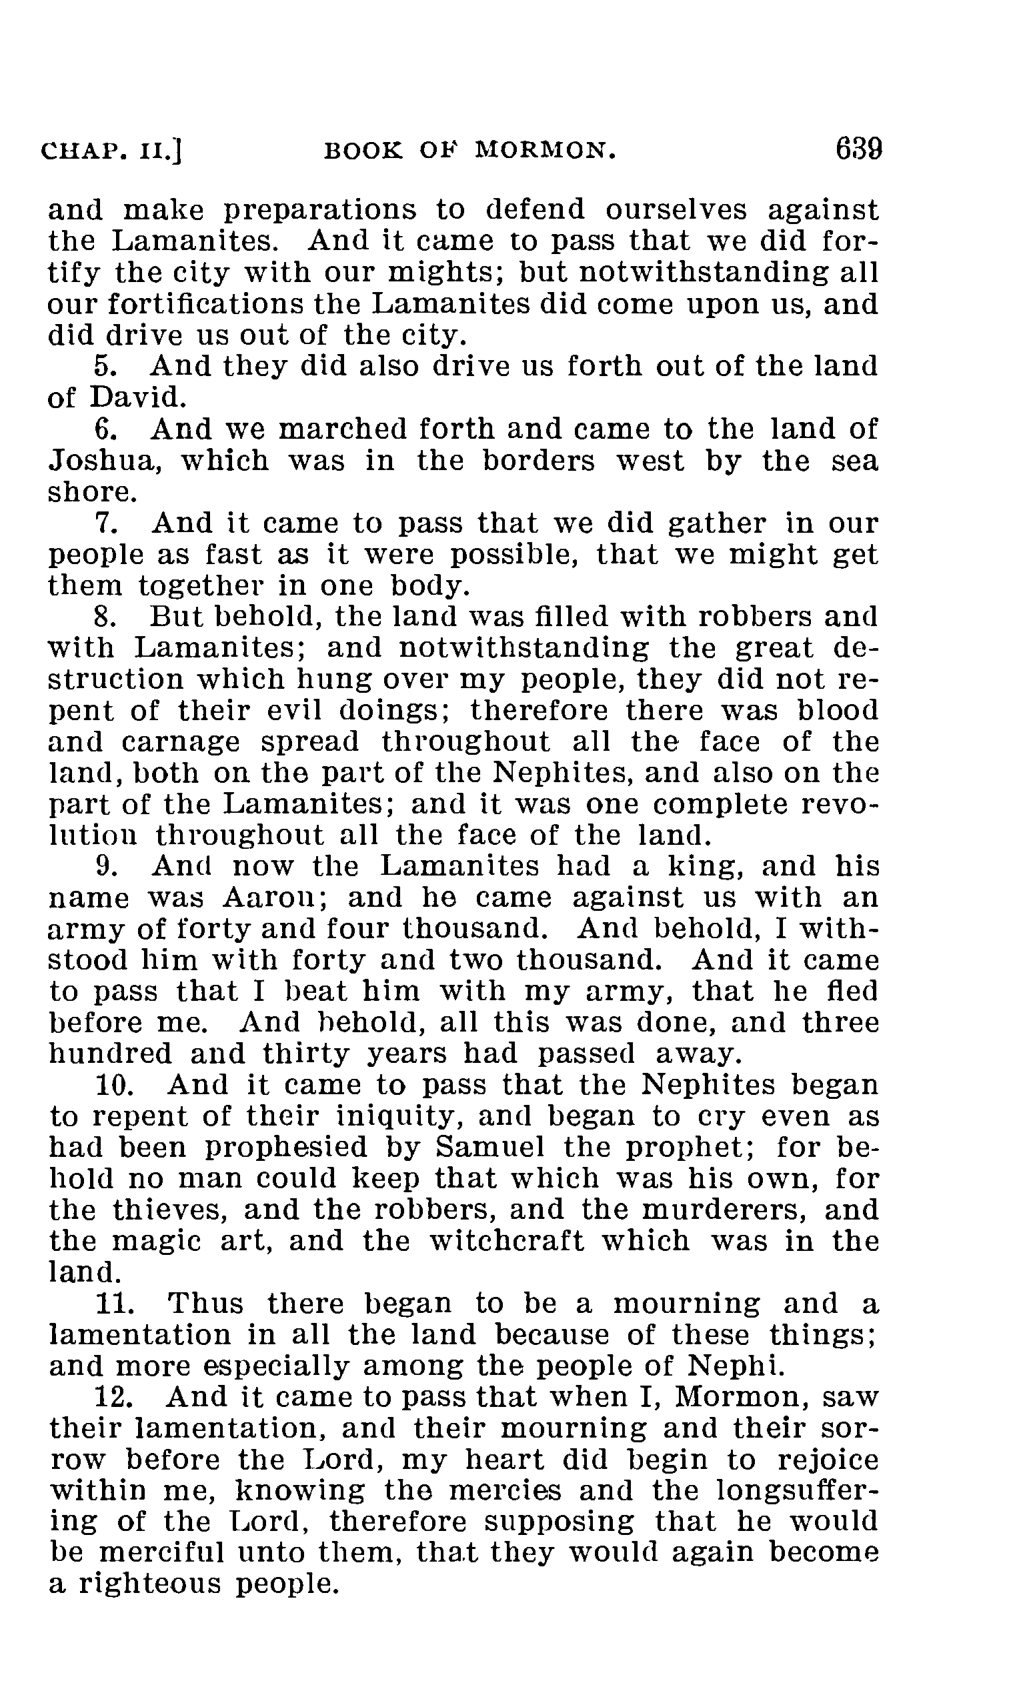 CHAP. II.] BOOK OF MORMON. 639
and make preparations to defend ourselves against
the Lamanites. And it came to pass that we did for-
tify the city with our mights; but notwithstanding all
our fortifications the Lamanites did come upon us, and
did drive us out of the city.
5. And they did also drive us forth out of the land
of David.
6. And we marched forth and came to the land of
Joshua, which was in the borders west by the sea
shore.
7. And it came to pass that we did gather in our
people as fast as it were possible, that we might get
them together in one body.
8. But behold, the land was filled with robbers and
with Lamanites; and notwithstanding the great de-
struction which hung over my people, they did not re-
pent of their evil doings; therefore there was blood
and carnage spread throughout all the face of the
land, both on the part of the Nephites, and also on the
part of the Lamanites; and it was one complete revo-
lution throughout all the face of the land.
9. And now the Lamanites had a king, and his
name was Aaron; and he came against us with an
army of forty and four thousand. And behold, I with-
stood him with forty and two thousand. And it came
to pass that I beat him with my army, that he fled
before me. And behold, all this was done, and three
hundred and thirty years had passed away.
10. And it came to pass that the Nephites began
to repent of their iniquity, and began to cry even as
had been prophesied by Samuel the prophet; for be-
hold no man could keep that which was his own, for
the thieves, and the robbers, and the murderers, and
the magic art, and the witchcraft which was in the
land.
11. Thus there began to be a mourning and a
lamentation in all the land because of these things;
and more especially among the people of Nephi.
12. And it came to pass that when I, Mormon, saw
their lamentation, and their mourning and their sor-
row before the Lord, my heart did begin to rejoice
within me, knowing the mercies and the longsuffer-
ing of the Lord, therefore supposing that he would
be merciful unto them, that they would again become
a righteous people.